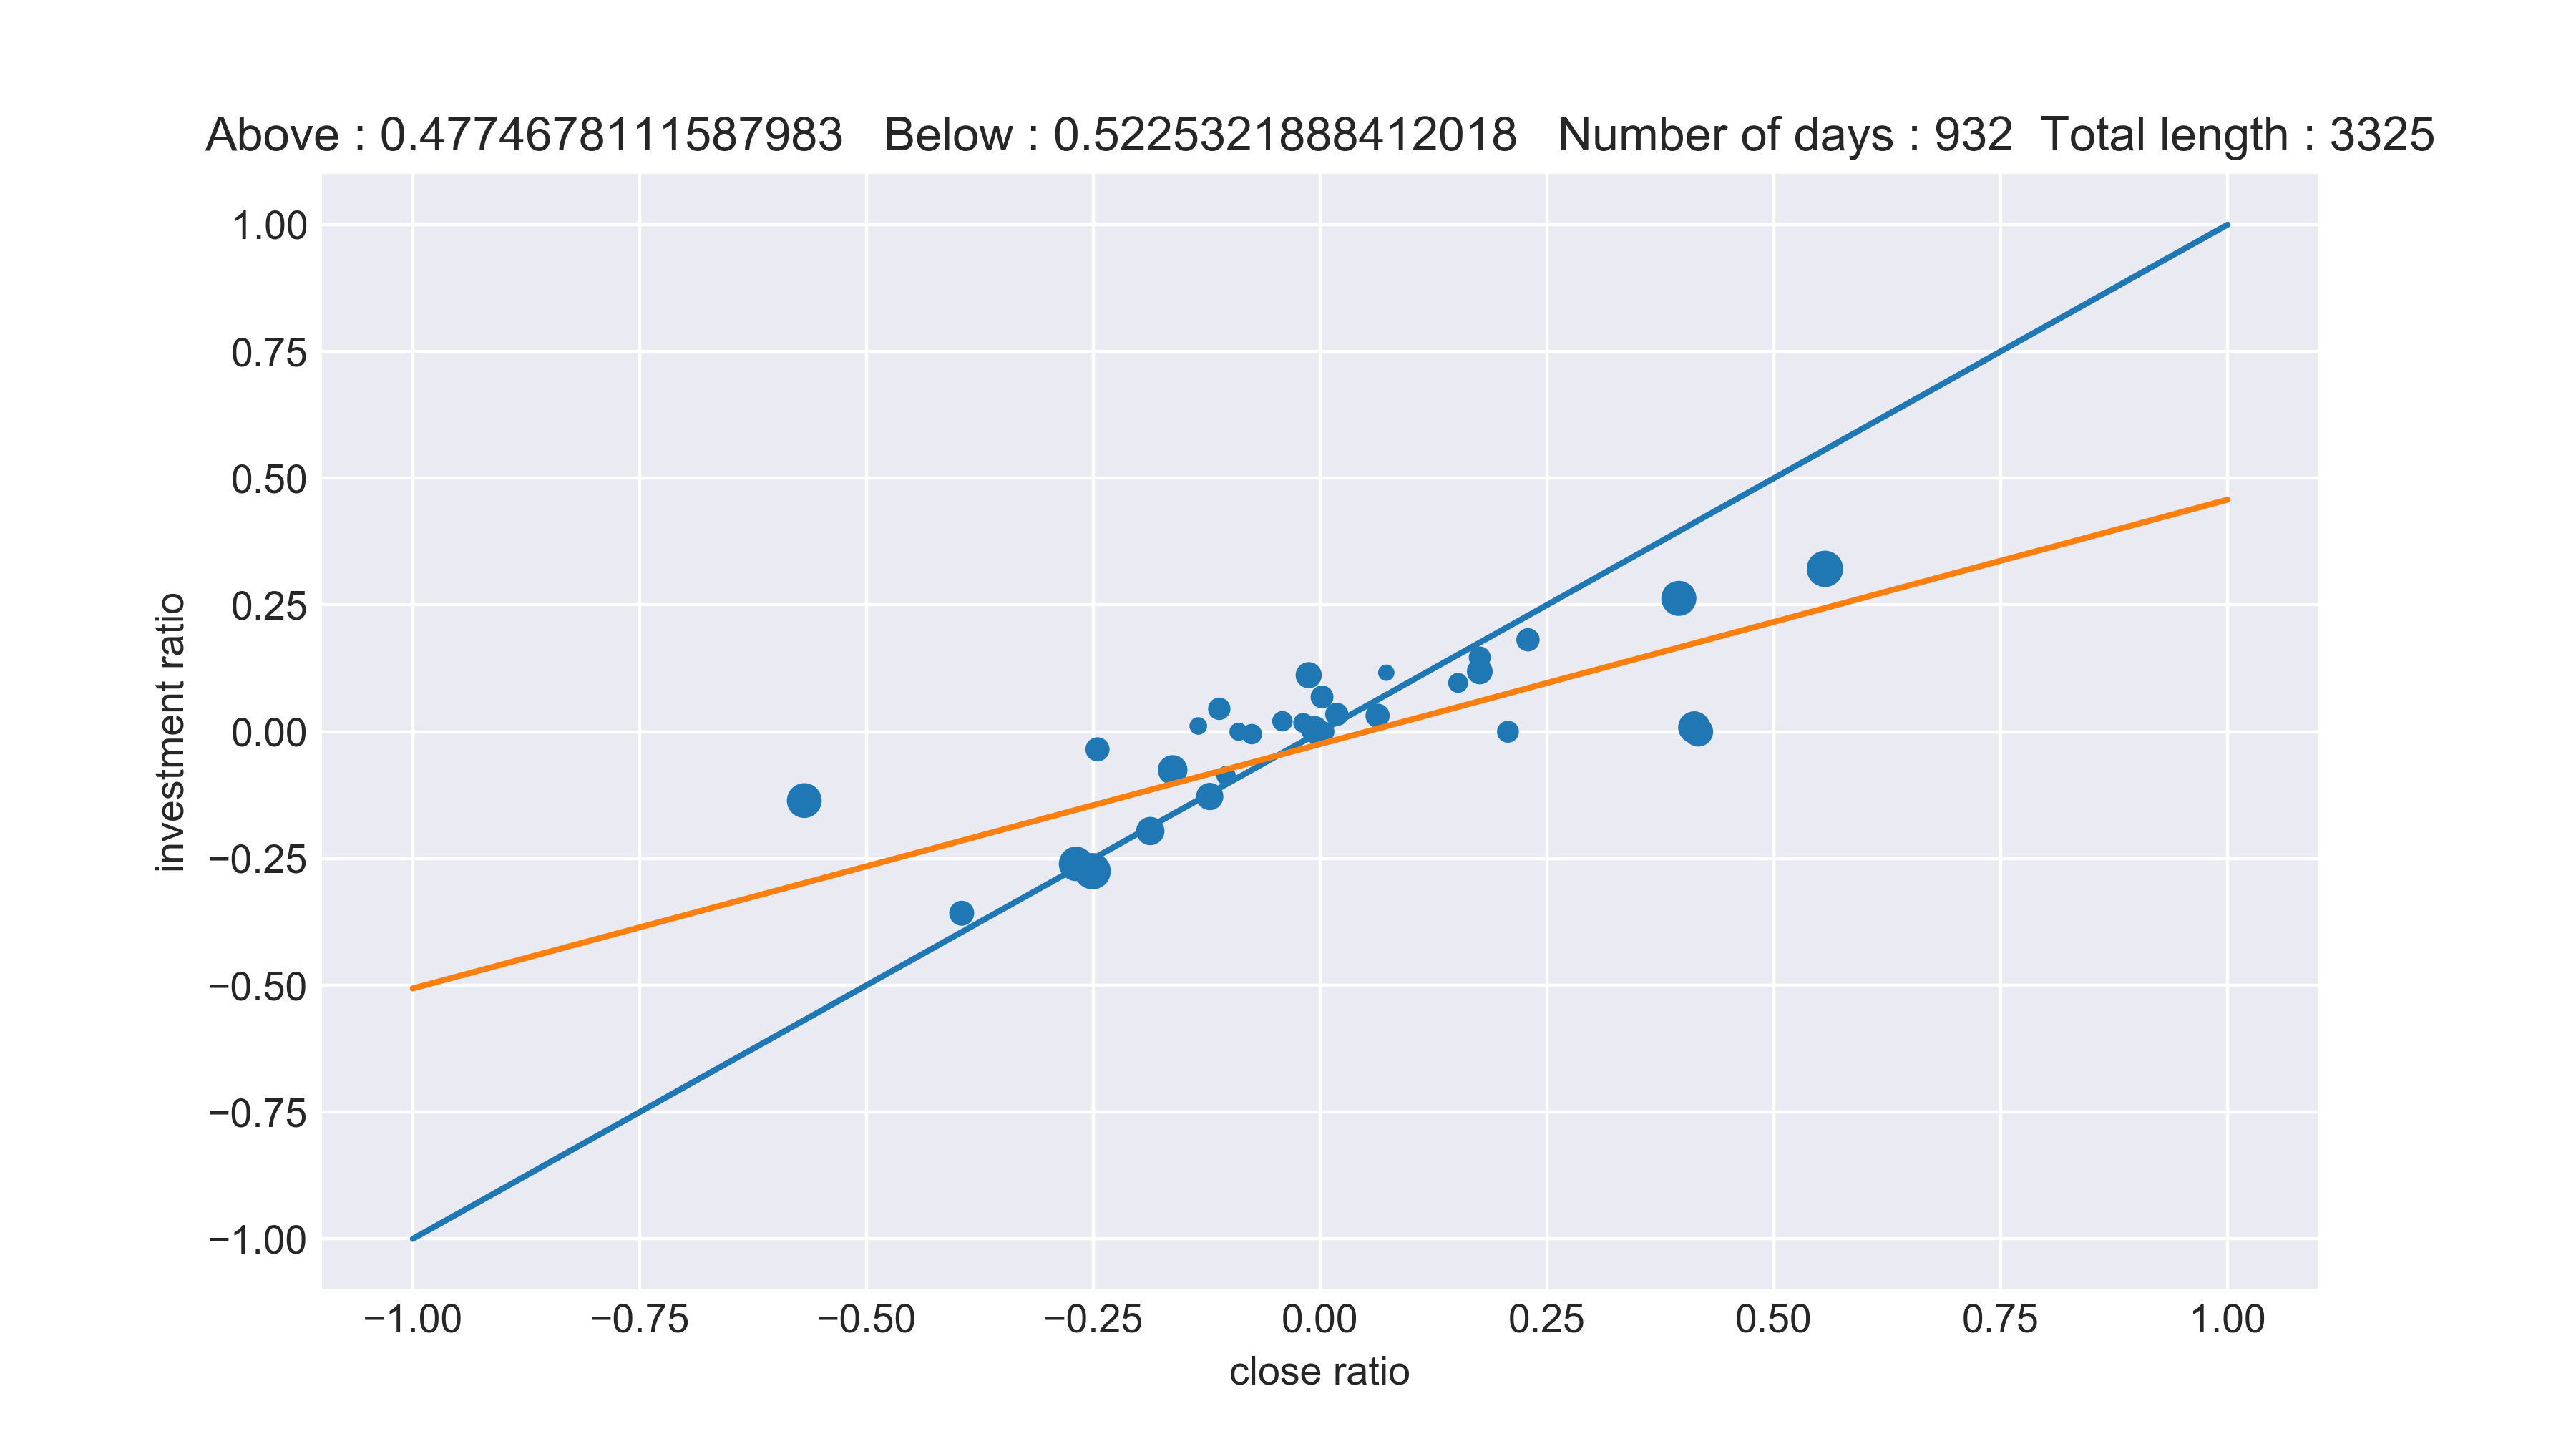 Above : 0.4774678111587983   Below : 0.5225321888412018   Number of days : 932  Total length : 3325
1.00
0.75
0.50
0.25
0.00
−0.25
−0.50
−0.75
−1.00
investment ratio
−1.00 −0.75 −0.50 −0.25 0.00 0.25 0.50 0.75 1.00
close ratio